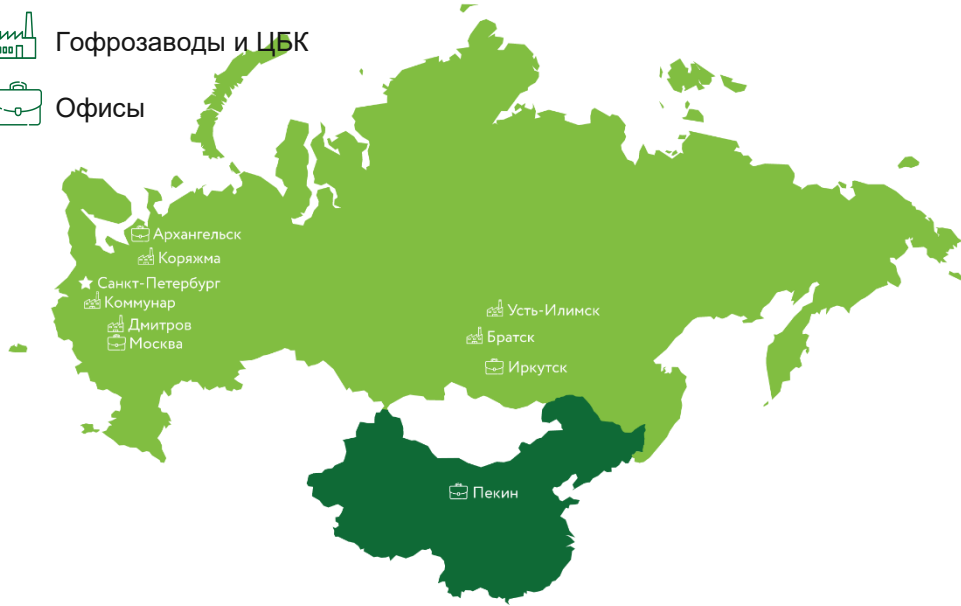 Гофрозаводы и ЦБК
Офисы
Архангельск
Коряжма
Санкт-Петербург
Коммунар
Дмитров
Москва
Усть-Илимск
Братск
Иркутск
Пекин